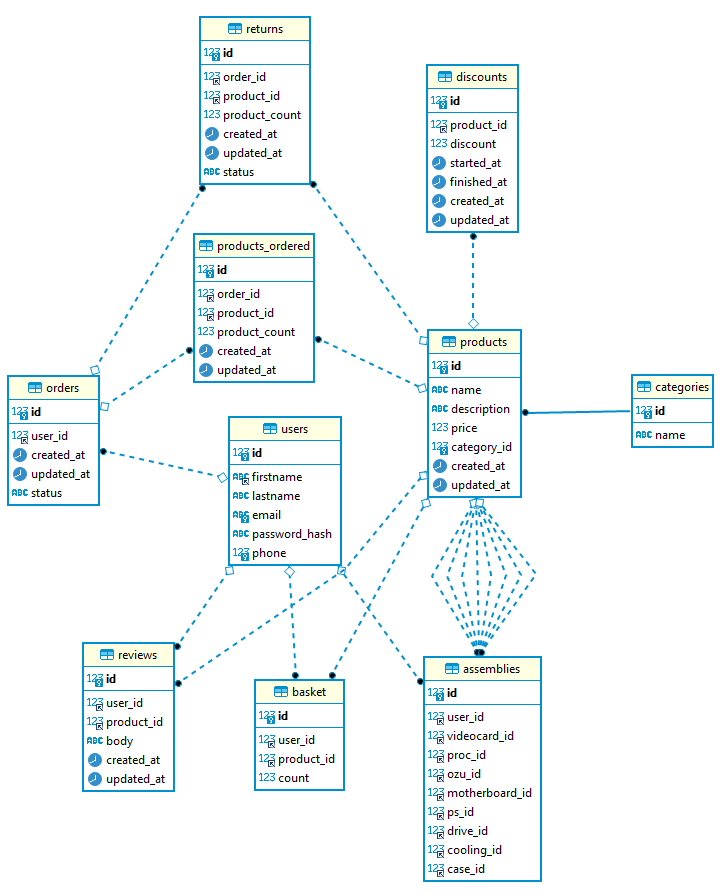 returns
123 id
123 order_id
123 product_id
123 product_count
created_at
updated_at
ABC status
discounts
123 id
123 product_id
123 discount
started_at
finished_at
created_at
updated_at
products_ordered
123 id
123 order_id
123 product_id
123 product_count
created_at
updated_at
products
123 id
ABC name
ABC description
123 price
123 category_id
created_at
updated_at
categories
123 id
ABC name
orders
123 id
123 user_id
created_at
updated_at
ABC status
users
123 id
ABC firstname
ABC lastname
ABC email
ABC password_hash
123 phone
reviews
123 id
123 user_id
123 product_id
ABC body
created_at
updated_at
basket
123 id
123 user_id
123 product_id
123 count
assemblies
123 id
123 user_id
123 videocard_id
123 proc_id
123 ozu_id
123 motherboard_id
123 ps_id
123 drive_id
123 cooling_id
123 case_id